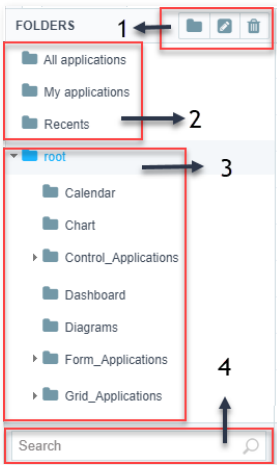 FOLDERS 1
All applications
My applications
Recents 2
root 3
Calendar
Chart
Control_Applications
Dashboard
Diagrams
Form_Applications
4
Grid_Applications
Search